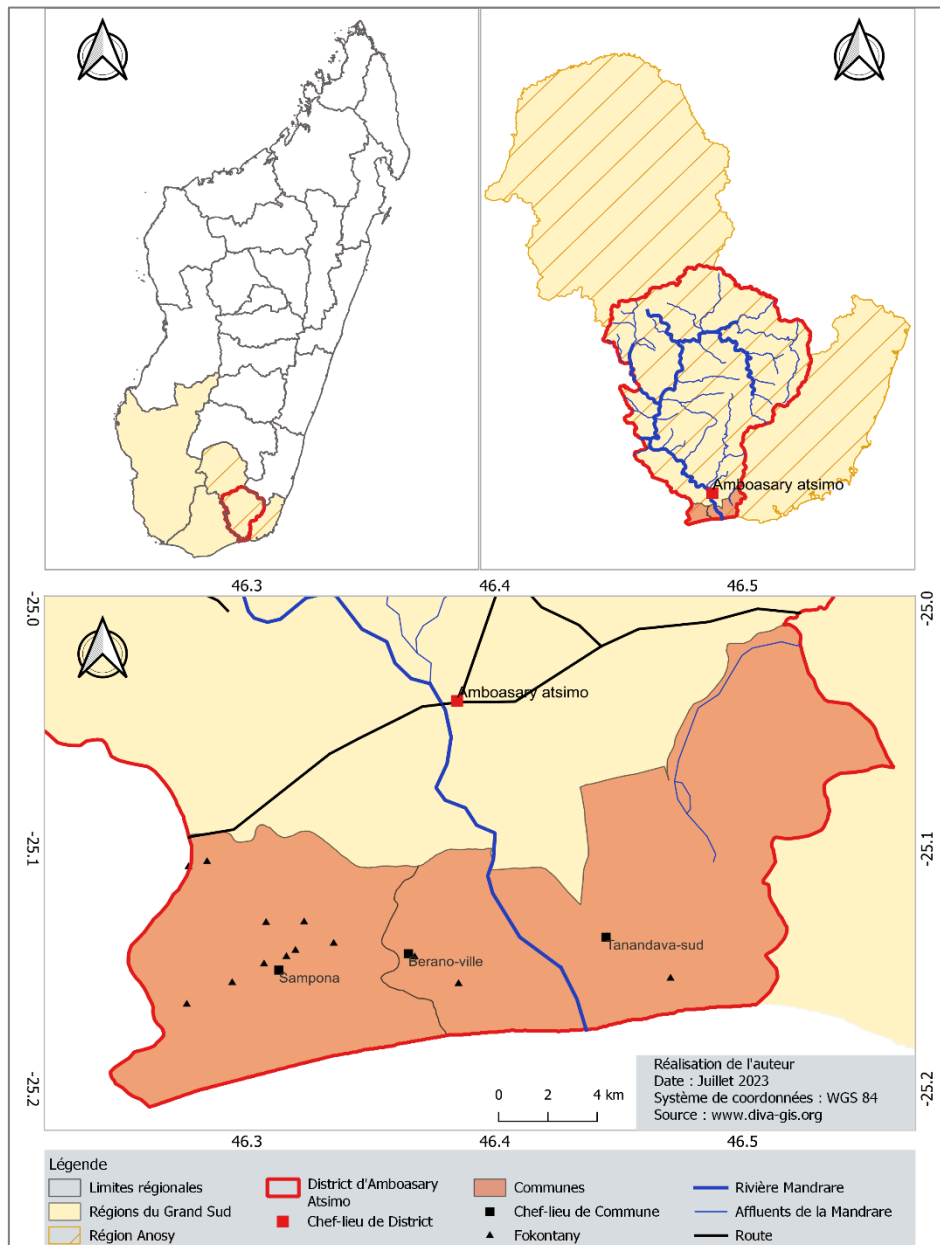 Amboasary atsimo
46.3 46.4 46.5
-25.0 -25.0
Amboasary atsimo
-25.1 -25.1
Tanandava-sud
Berano-ville
Sampona
-25.2 -25.2
0 2 4 km
Réalisation de l'auteur
Date : Juillet 2023
Système de coordonnées : WGS 84
Source : www.diva-gis.org
46.3 46.4 46.5
Légende
Limites régionales
Régions du Grand Sud
Région Anosy
District d'Amboasary
Atsimo
Chef-lieu de District
Communes
Chef-lieu de Commune
Fokontany
Rivière Mandrare
Affluents de la Mandrare
Route